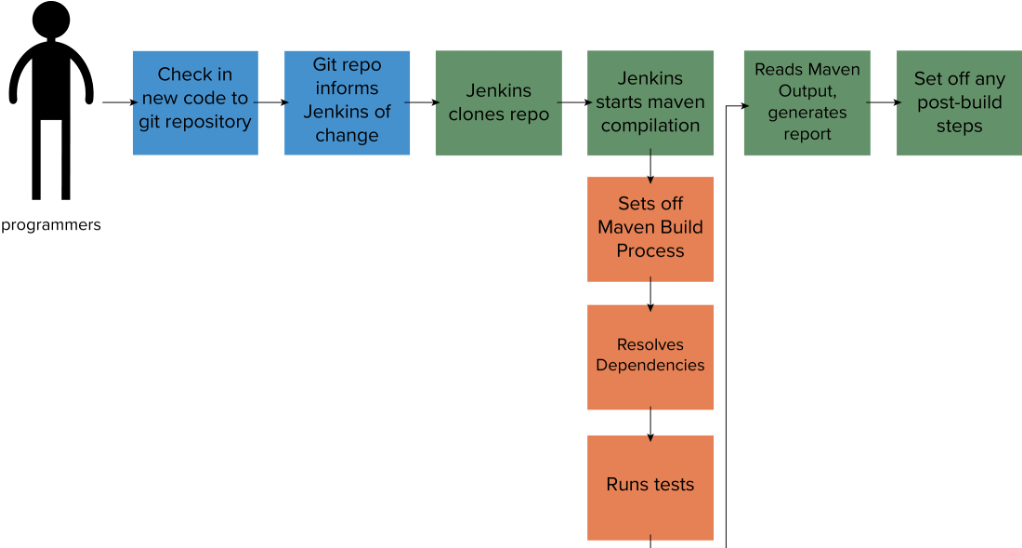 programmers
Check in
new code to
git repository
Git repo
informs
Jenkins of
change
Jenkins
clones repo
Jenkins
starts maven
compilation
Sets off
Maven Build
Process
Resolves
Dependencies
Runs tests
Reads Maven
Output,
generates
report
Set off any
post-build
steps